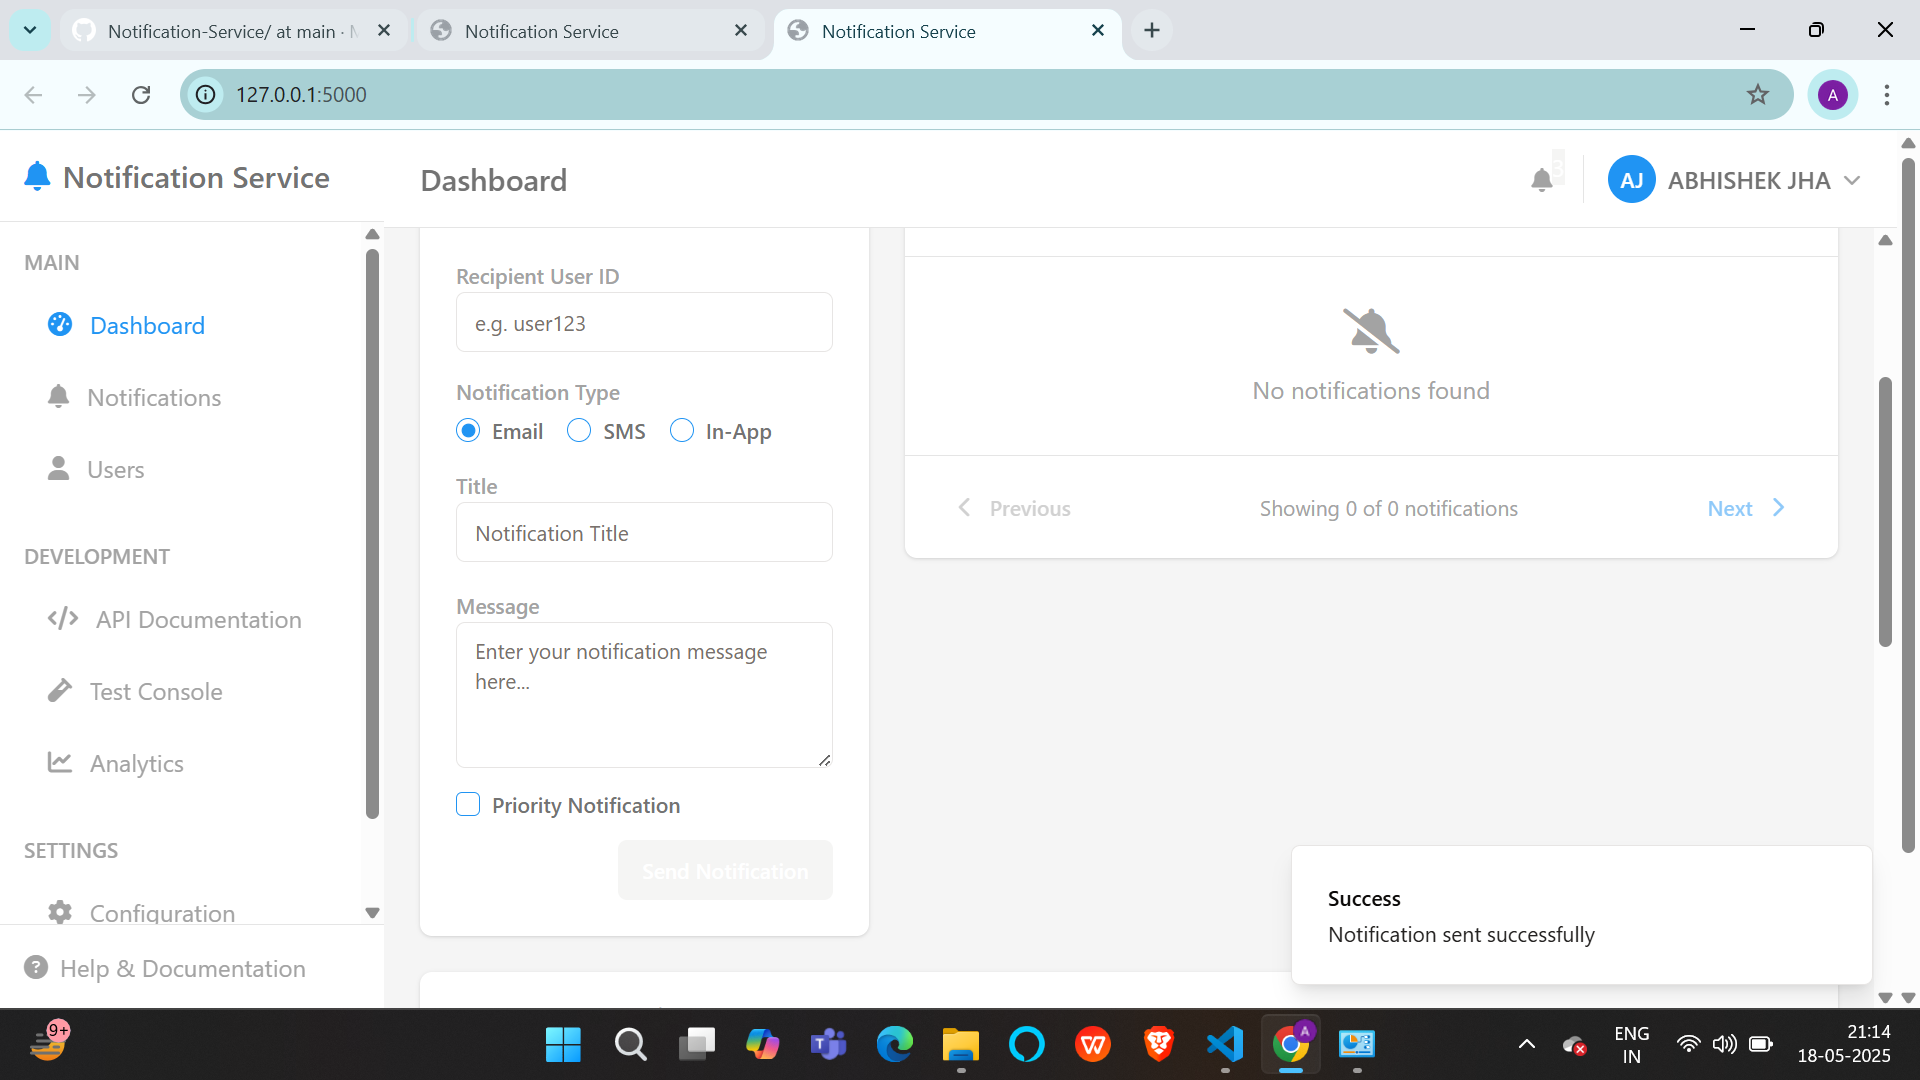 Notification-Service/ at main ·
Notification Service
Notification Service
127.0.0.1:5000
A
Notification Service
Dashboard
3
AJ
ABHISHEK JHA
MAIN
Dashboard
Notifications
Users
DEVELOPMENT
API Documentation
Test Console
Analytics
SETTINGS
Configuration
Help & Documentation
Recipient User ID
e.g. user123
Notification Type
Email
SMS
In-App
Title
Notification Title
Message
Enter your notification message
here...
Priority Notification
Send Notification
No notifications found
Previous
Showing 0 of 0 notifications
Next
Success
Notification sent successfully
9+
A
ENG
IN
21:14
18-05-2025